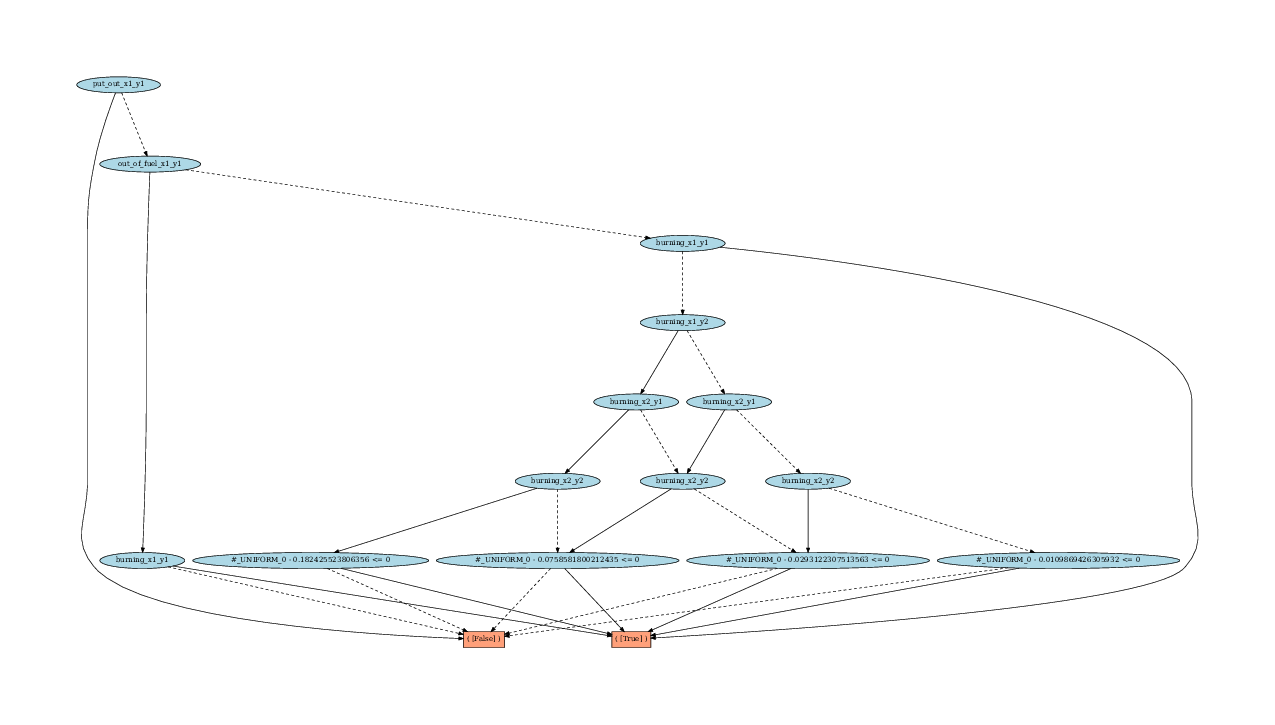 put_out_x1_y1
out_of_fuel_x1_y1
burning_x1_y1
burning_x1_y2
burning_x2_y1
burning_x2_y1
burning_x2_y2
burning_x2_y2
burning_x2_y2
burning_x1_y1
#_UNIFORM_0 - 0.182425523806356 <= 0
#_UNIFORM_0 - 0.0758581800212435 <= 0
#_UNIFORM_0 - 0.0293122307513563 <= 0
#_UNIFORM_0 - 0.0109869426305932 <= 0
( [False] )
( [True] )